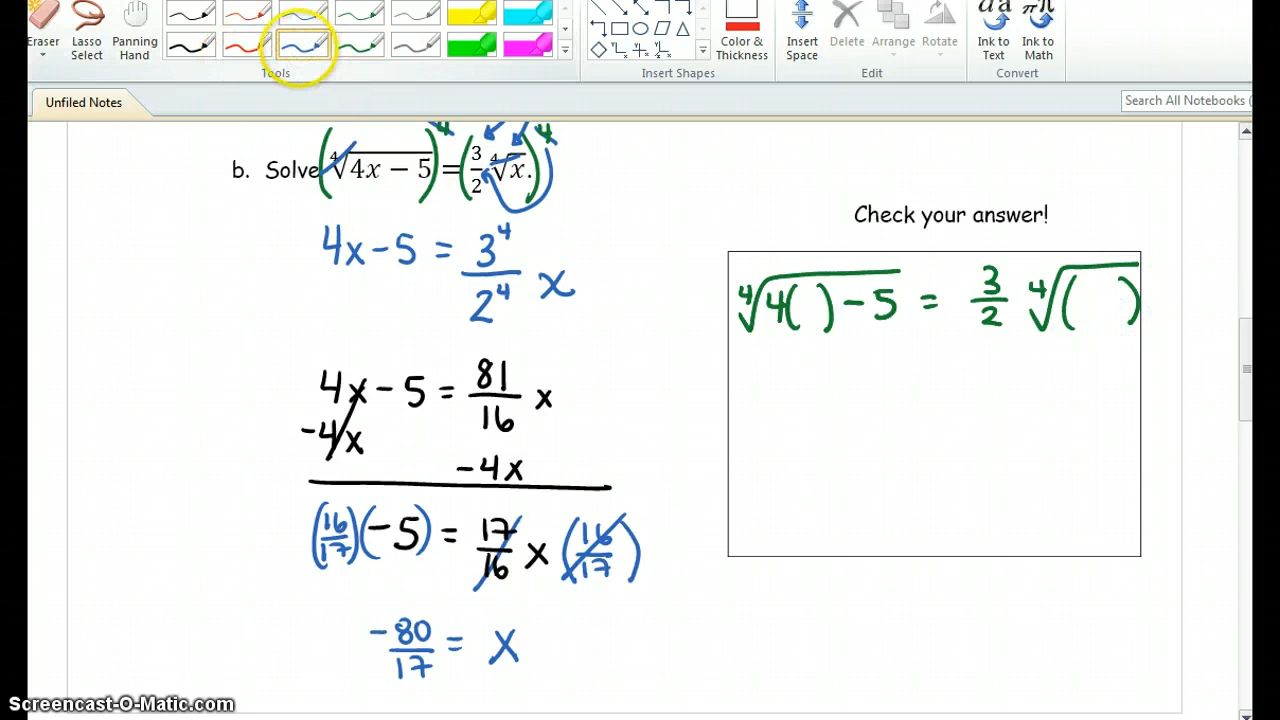 Eraser Lasso Select Panning Hand Color & Thickness Insert Space Delete Arrange Rotate Ink to Text Ink to Math
Tools Insert Shapes Edit Convert
Unfiled Notes Search All Notebooks (
b. Solve (∜(4x − 5))^4 = (3/2 ∜x.)^4
Check your answer!
4x − 5 = 3^4/2^4 x
∜(4( ) − 5) = 3/2 ∜( )
4x − 5 = 81/16 x
−4x
−4x
(16/17)(−5) = 17/16 x (16/17)
−80/17 = x
Screencast-O-Matic.com